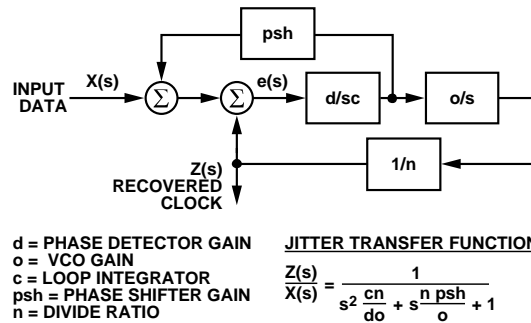 psh
INPUT DATA
X(s)
Σ
Σ
e(s)
d/sc
o/s
1/n
Z(s)
RECOVERED
CLOCK
d = PHASE DETECTOR GAIN
o = VCO GAIN
c = LOOP INTEGRATOR
psh = PHASE SHIFTER GAIN
n = DIVIDE RATIO
JITTER TRANSFER FUNCTION
Z(s)/X(s) = 1/(s² cn/do + s n psh/o + 1)